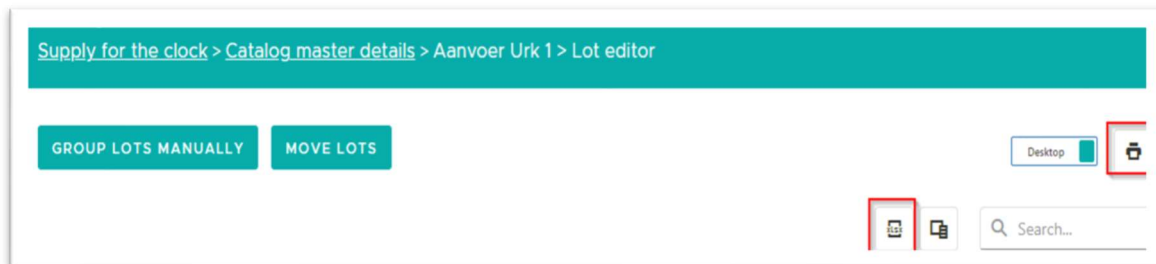 Supply for the clock > Catalog master details > Aanvoer Urk 1 > Lot editor
GROUP LOTS MANUALLY MOVE LOTS Desktop
XLSX Search...